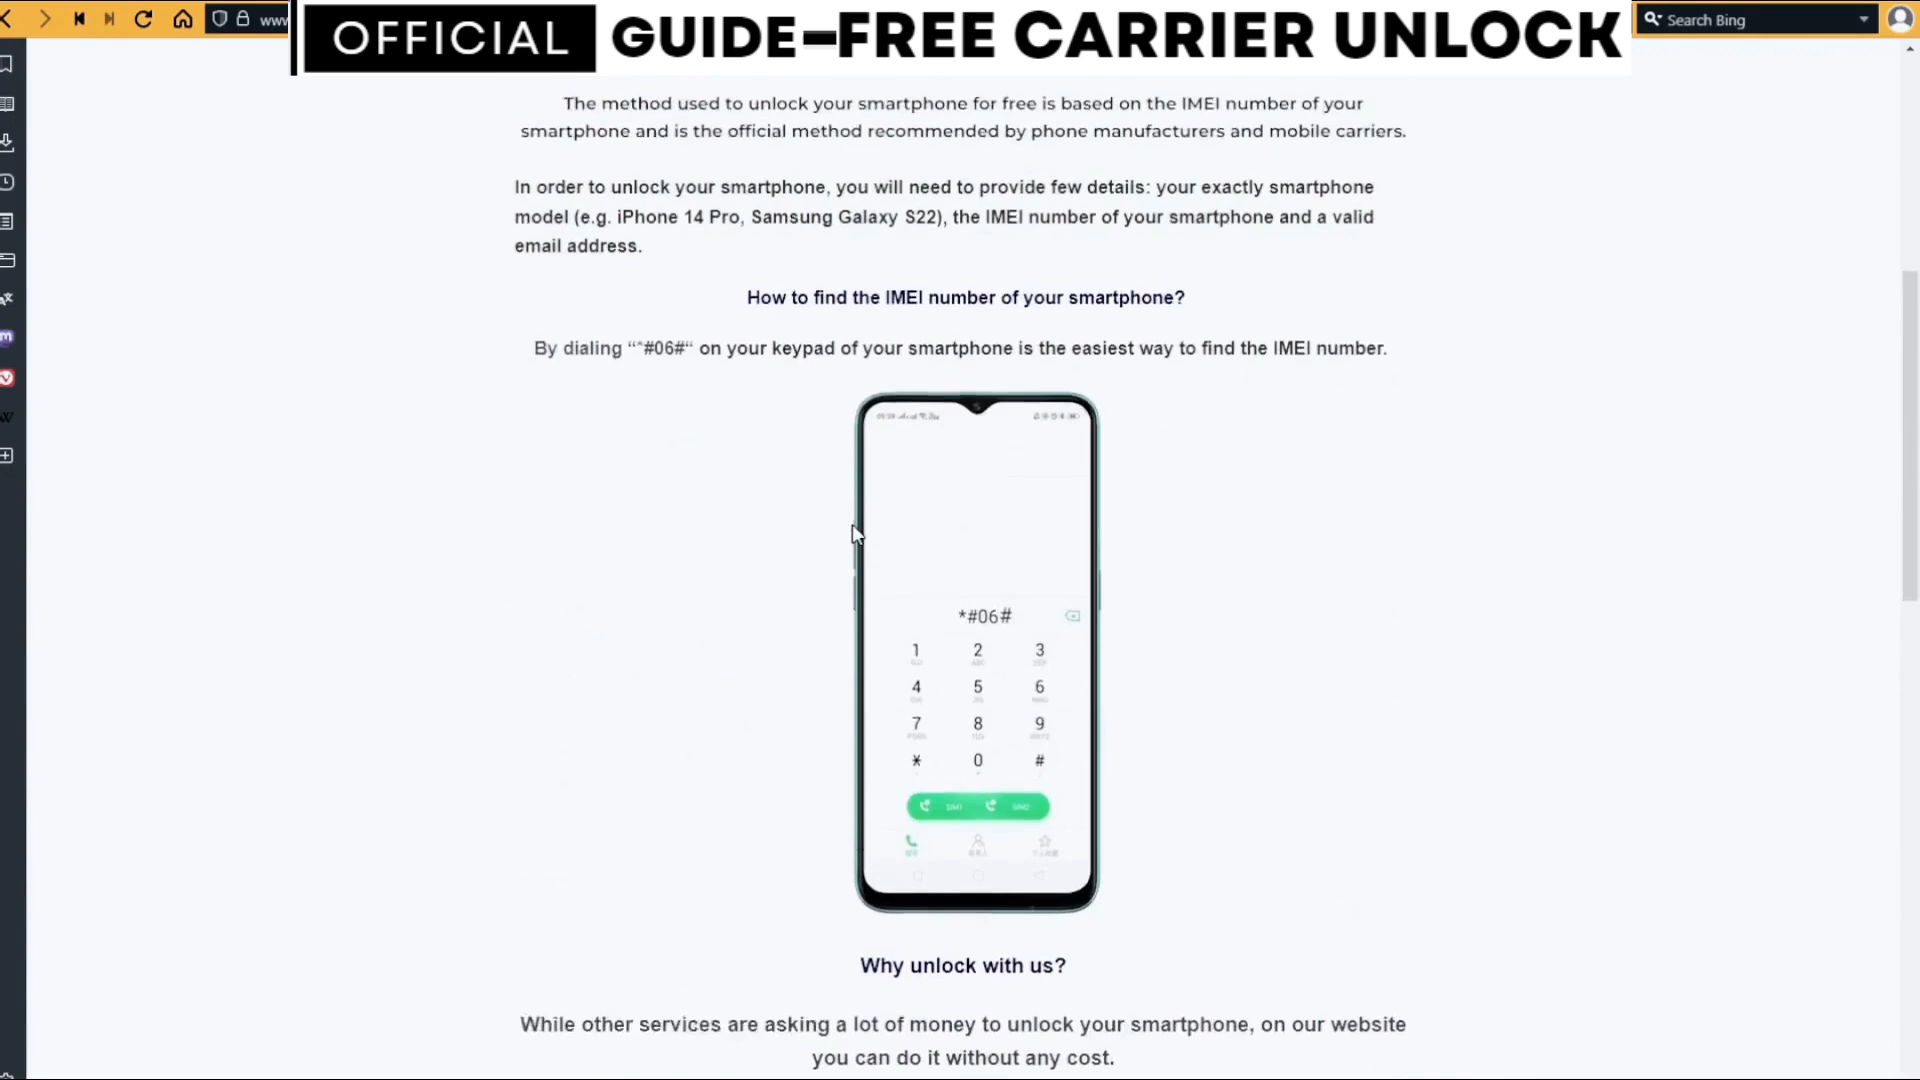 www
OFFICIAL GUIDE–FREE CARRIER UNLOCK
Search Bing
The method used to unlock your smartphone for free is based on the IMEI number of your
smartphone and is the official method recommended by phone manufacturers and mobile carriers.
In order to unlock your smartphone, you will need to provide few details: your exactly smartphone
model (e.g. iPhone 14 Pro, Samsung Galaxy S22), the IMEI number of your smartphone and a valid
email address.
How to find the IMEI number of your smartphone?
By dialing “*#06#“ on your keypad of your smartphone is the easiest way to find the IMEI number.
*#06#
1 2 3
ABC DEF
4 5 6
7 8 9
* 0 #
Why unlock with us?
While other services are asking a lot of money to unlock your smartphone, on our website
you can do it without any cost.